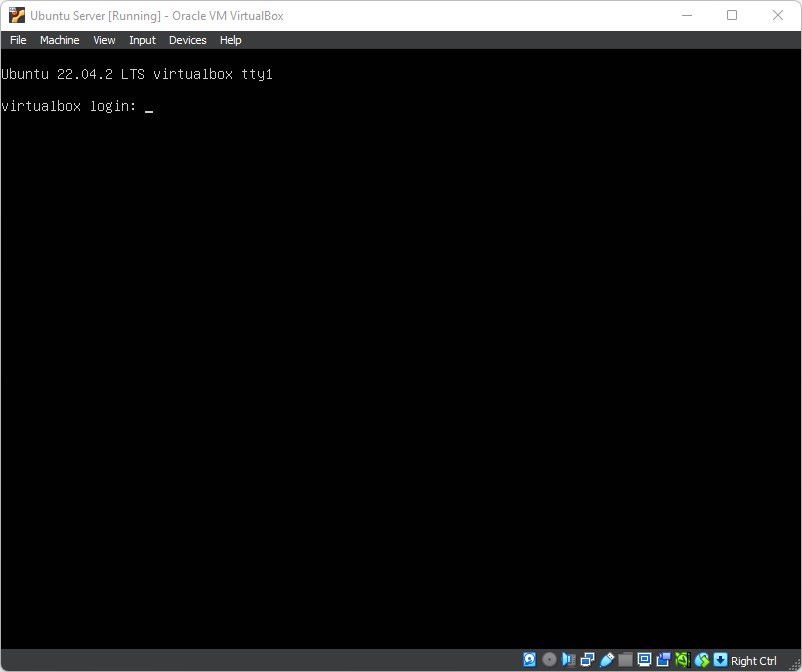 Ubuntu Server [Running] - Oracle VM VirtualBox
File Machine View Input Devices Help
Ubuntu 22.04.2 LTS virtualbox tty1
virtualbox login: _
Right Ctrl